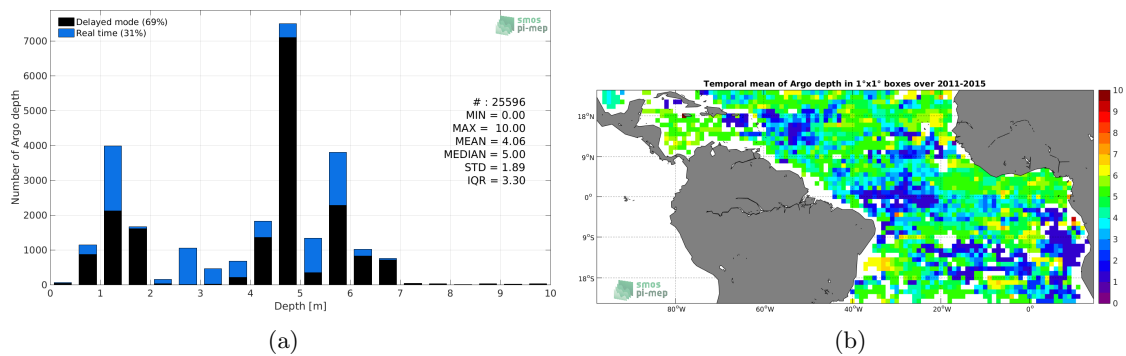 Delayed mode (69%)
Real time (31%)
smos
pi-mep
7000
6000
5000
4000
3000
2000
1000
0
Number of Argo depth
# : 25596
MIN = 0.00
MAX = 10.00
MEAN = 4.06
MEDIAN = 5.00
STD = 1.89
IQR = 3.30
0 1 2 3 4 5 6 7 8 9 10
Depth [m]
(a)
Temporal mean of Argo depth in 1°x1° boxes over 2011-2015
18°N
9°N
0°
9°S
18°S
80°W 60°W 40°W 20°W 0°
smos
pi-mep
10
9
8
7
6
5
4
3
2
1
0
(b)